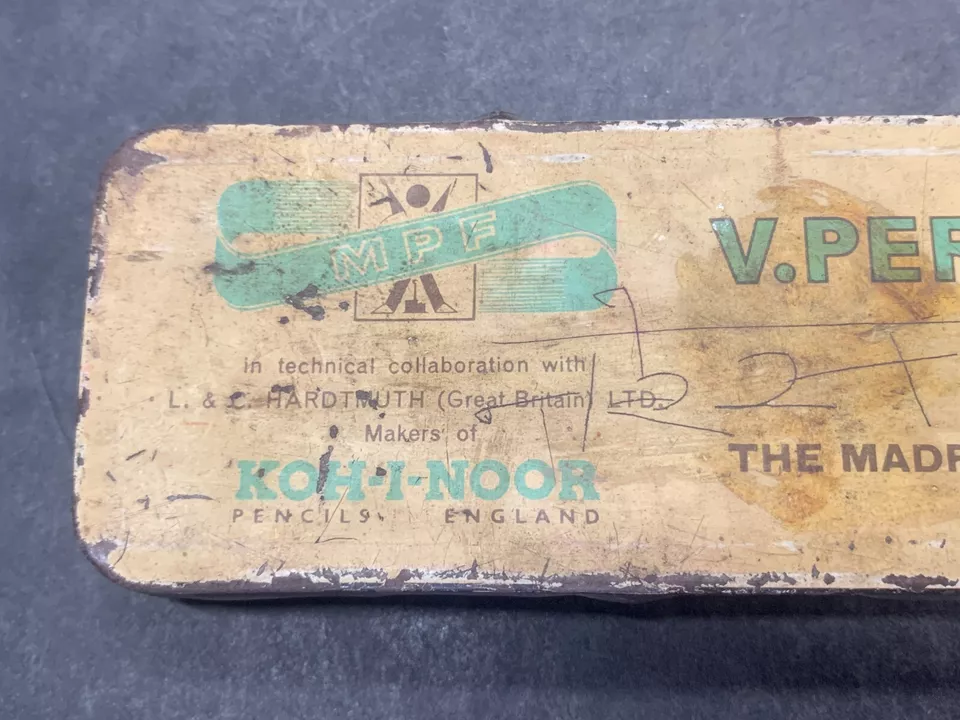 MPF
in technical collaboration with
L. & C. HARDTMUTH (Great Britain) LTD.
Makers of
KOH-I-NOOR
PENCILS ENGLAND
V.PER
THE MADR